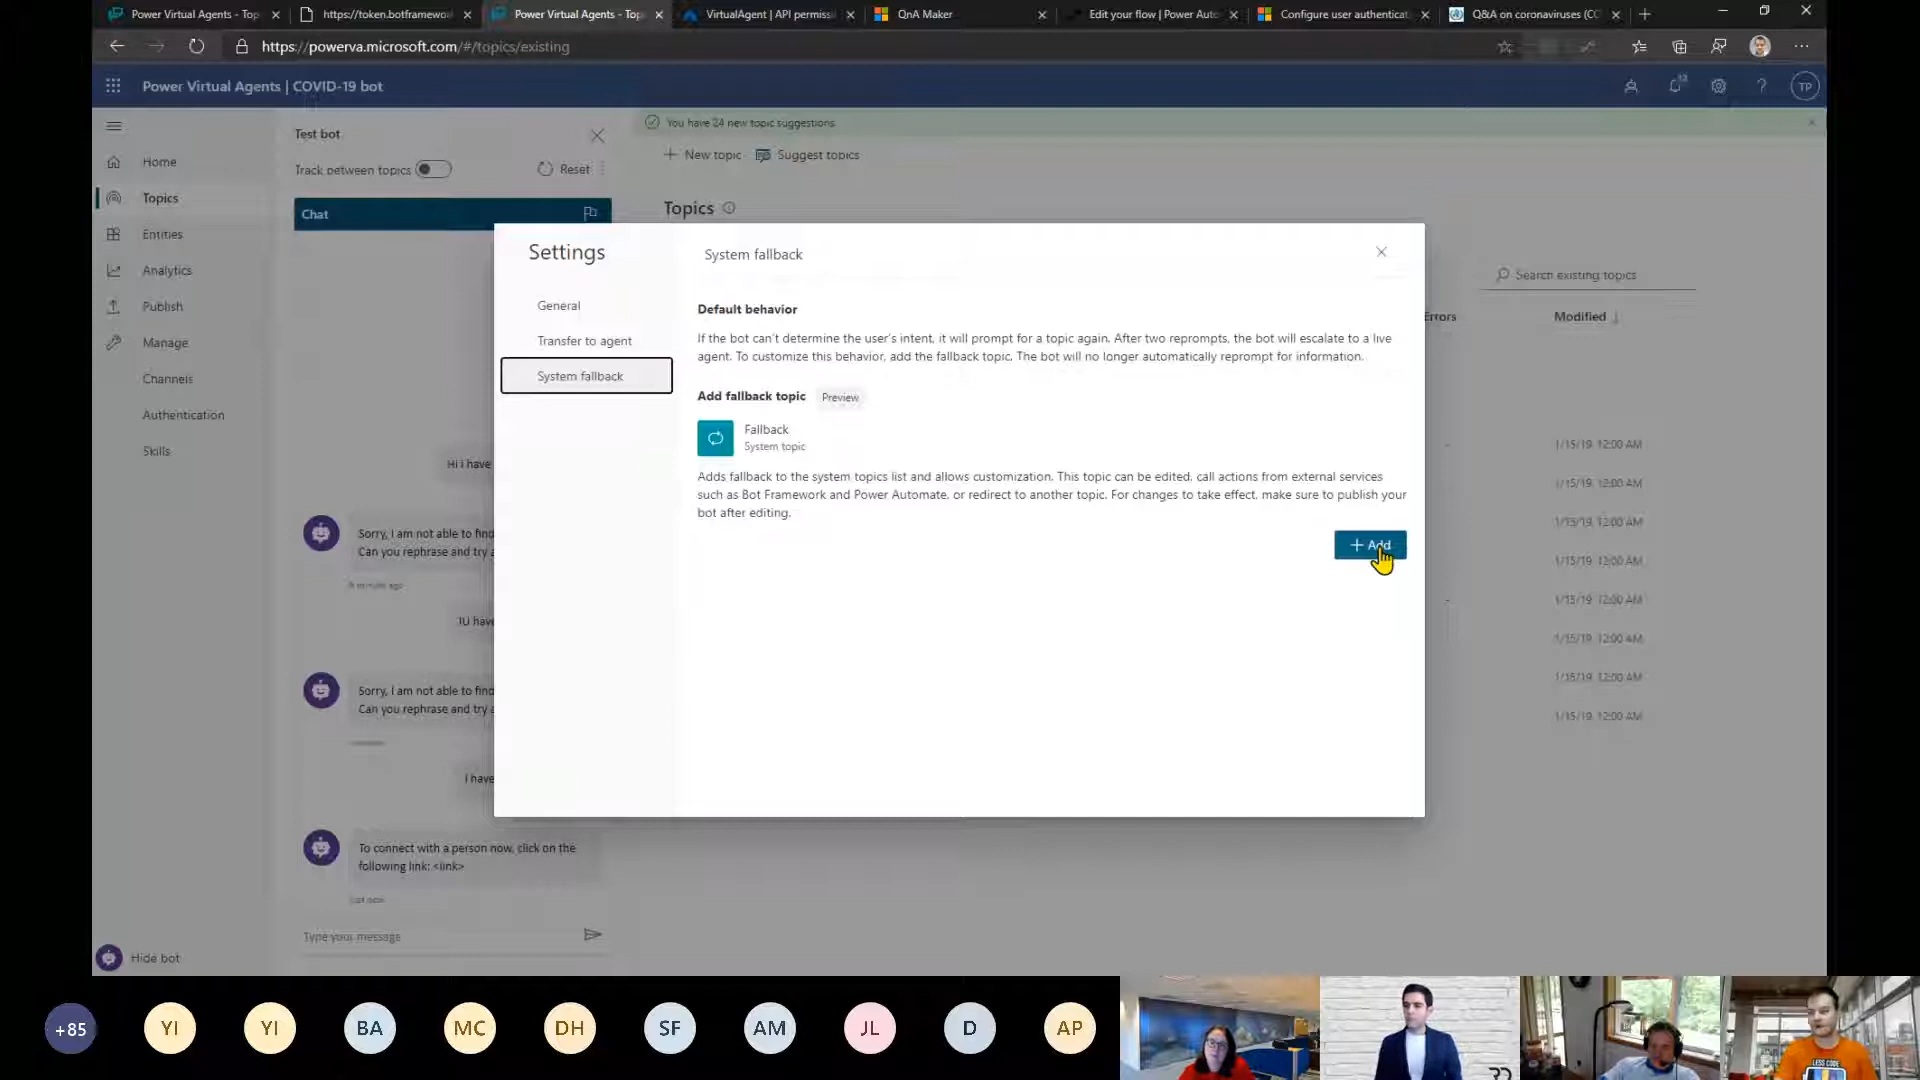 Power Virtual Agents - Top
https://token.botframewor
Power Virtual Agents - Top
VirtualAgent | API permissi
QnA Maker
Edit your flow | Power Auto
Configure user authenticat
Q&A on coronaviruses (CO
https://powerva.microsoft.com/#/topics/existing
Power Virtual Agents | COVID-19 bot
TP
Home
Topics
Entities
Analytics
Publish
Manage
Channels
Authentication
Skills
Hide bot
Test bot
Track between topics
Reset
Chat
Hi i have
Sorry, I am not able to find
Can you rephrase and try a
A minute ago
IU have
Sorry, I am not able to find
Can you rephrase and try a
I have
To connect with a person now, click on the
following link: <link>
Just now
Type your message
You have 24 new topic suggestions
New topic
Suggest topics
Topics
Search existing topics
Errors
Modified
1/15/19, 12:00 AM
1/15/19, 12:00 AM
1/15/19, 12:00 AM
1/15/19, 12:00 AM
1/15/19, 12:00 AM
1/15/19, 12:00 AM
1/15/19, 12:00 AM
1/15/19, 12:00 AM
Settings
General
Transfer to agent
System fallback
System fallback
Default behavior
If the bot can't determine the user's intent, it will prompt for a topic again. After two reprompts, the bot will escalate to a live
agent. To customize this behavior, add the fallback topic. The bot will no longer automatically reprompt for information.
Add fallback topic Preview
Fallback
System topic
Adds fallback to the system topics list and allows customization. This topic can be edited, call actions from external services
such as Bot Framework and Power Automate, or redirect to another topic. For changes to take effect, make sure to publish your
bot after editing.
+ Add
+85
YI
YI
BA
MC
DH
SF
AM
JL
D
AP
LESS CODE